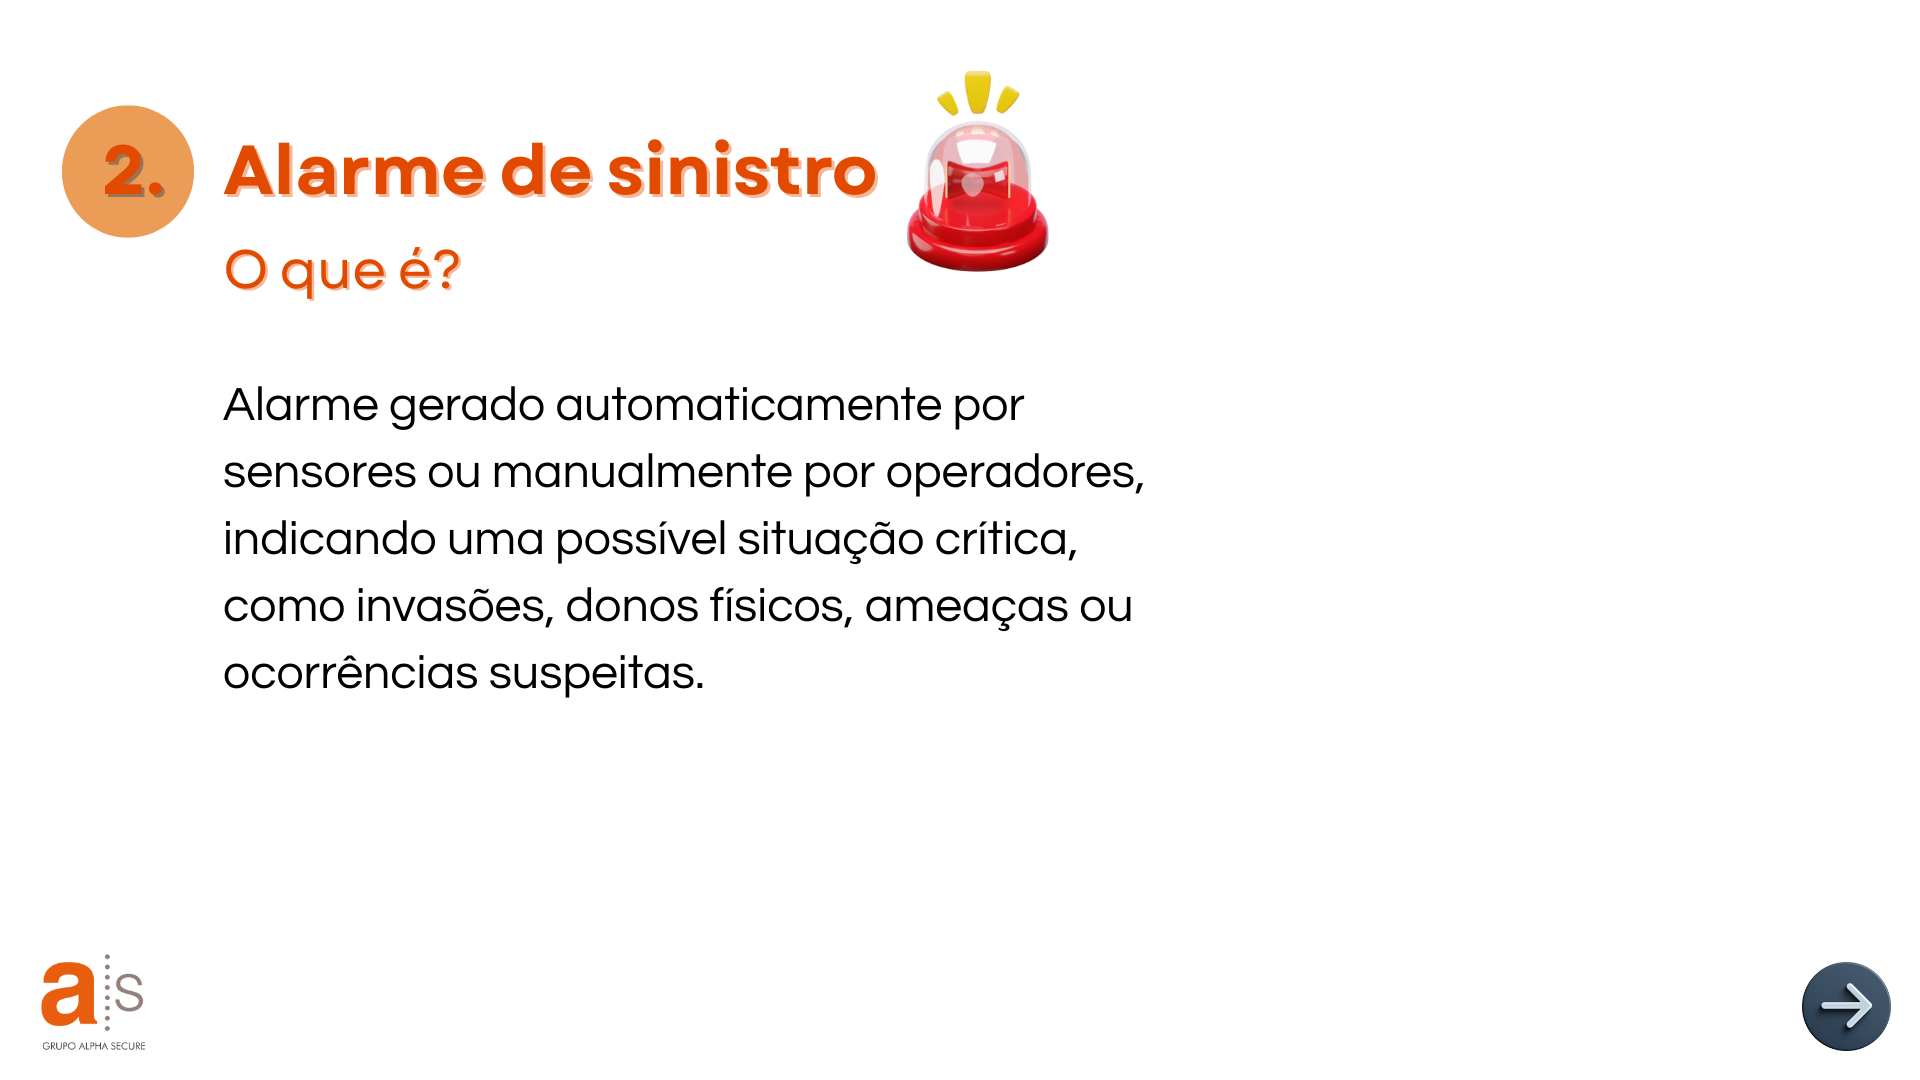 2.
Alarme de sinistro
O que é?
Alarme gerado automaticamente por
sensores ou manualmente por operadores,
indicando uma possível situação crítica,
como invasões, donos físicos, ameaças ou
ocorrências suspeitas.
a s
GRUPO ALPHA SECURE